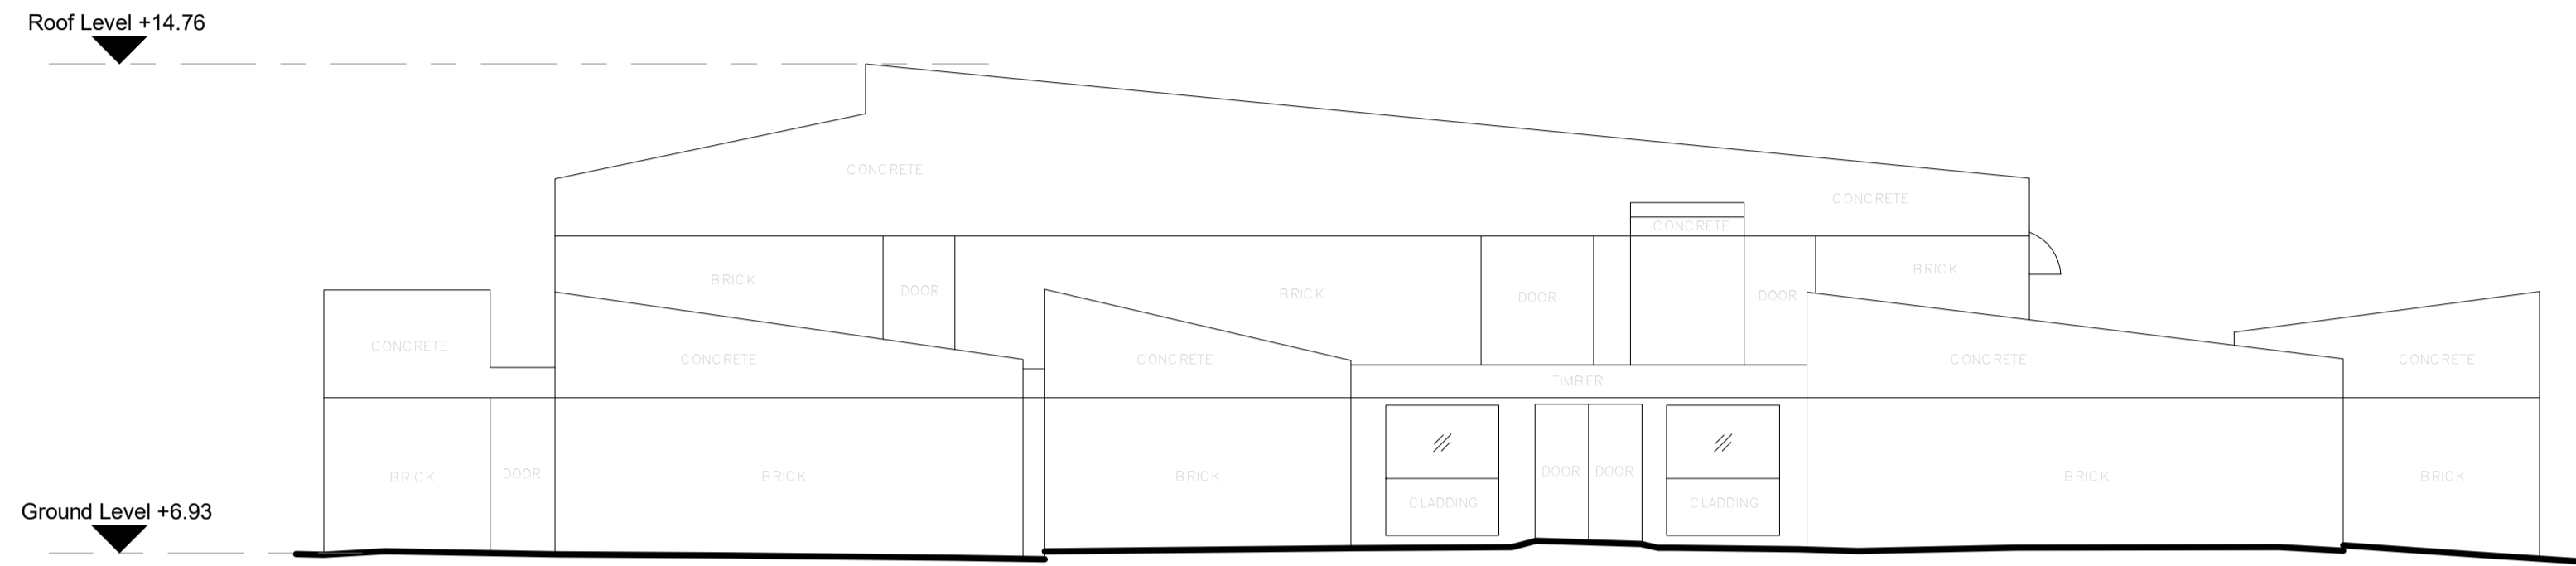 Roof Level +14.76
CONCRETE
CONCRETE
CONCRETE
BRICK
BRICK
BRICK
DOOR
DOOR
DOOR
CONCRETE
CONCRETE
CONCRETE
CONCRETE
CONCRETE
TIMBER
BRICK
DOOR
BRICK
BRICK
DOOR
DOOR
BRICK
BRICK
CLADDING
CLADDING
Ground Level +6.93